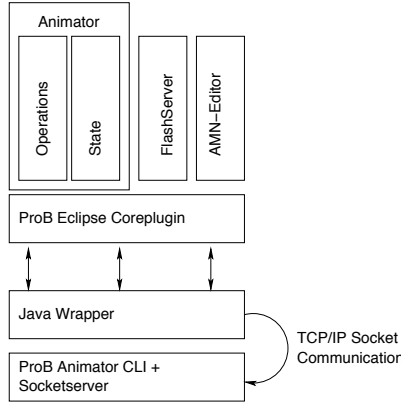 Animator
Operations
State
FlashServer
AMN-Editor
ProB Eclipse Coreplugin
Java Wrapper
TCP/IP Socket
Communication
ProB Animator CLI +
Socketserver